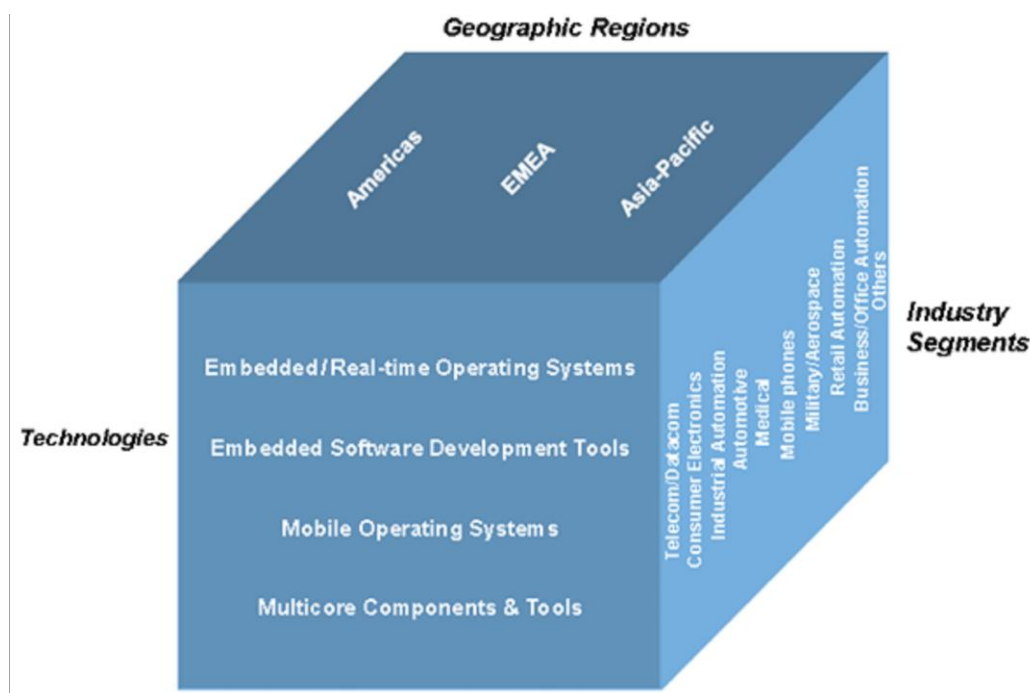 Geographic Regions
Americas
EMEA
Asia-Pacific
Technologies
Embedded/Real-time Operating Systems
Embedded Software Development Tools
Mobile Operating Systems
Multicore Components & Tools
Telecom/Datacom
Consumer Electronics
Industrial Automation
Automotive
Medical
Mobile phones
Military/Aerospace
Retail Automation
Business/Office Automation
Others
Industry
Segments